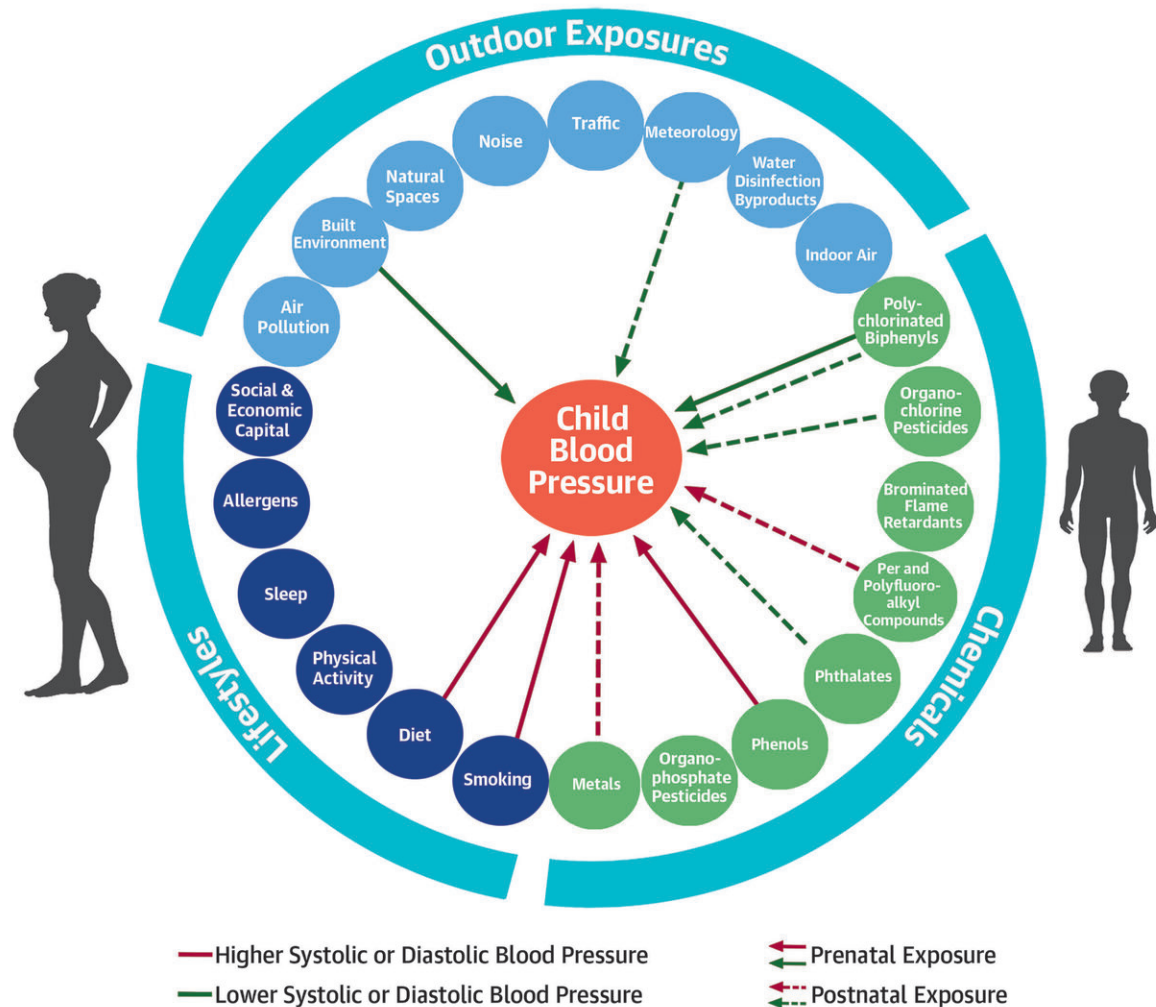 Outdoor Exposures
Traffic
Noise
Meteorology
Natural
Spaces
Water
Disinfection
Byproducts
Built
Environment
Indoor Air
Air
Pollution
Poly-
chlorinated
Biphenyls
Social &
Economic
Capital
Organo-
chlorine
Pesticides
Child
Blood
Pressure
Allergens
Brominated
Flame
Retardants
Sleep
Per and
Polyfluoro-
alkyl
Compounds
Physical
Activity
Phthalates
Diet
Phenols
Smoking
Metals
Organo-
phosphate
Pesticides
Lifestyles
Chemicals
Higher Systolic or Diastolic Blood Pressure
Prenatal Exposure
Lower Systolic or Diastolic Blood Pressure
Postnatal Exposure